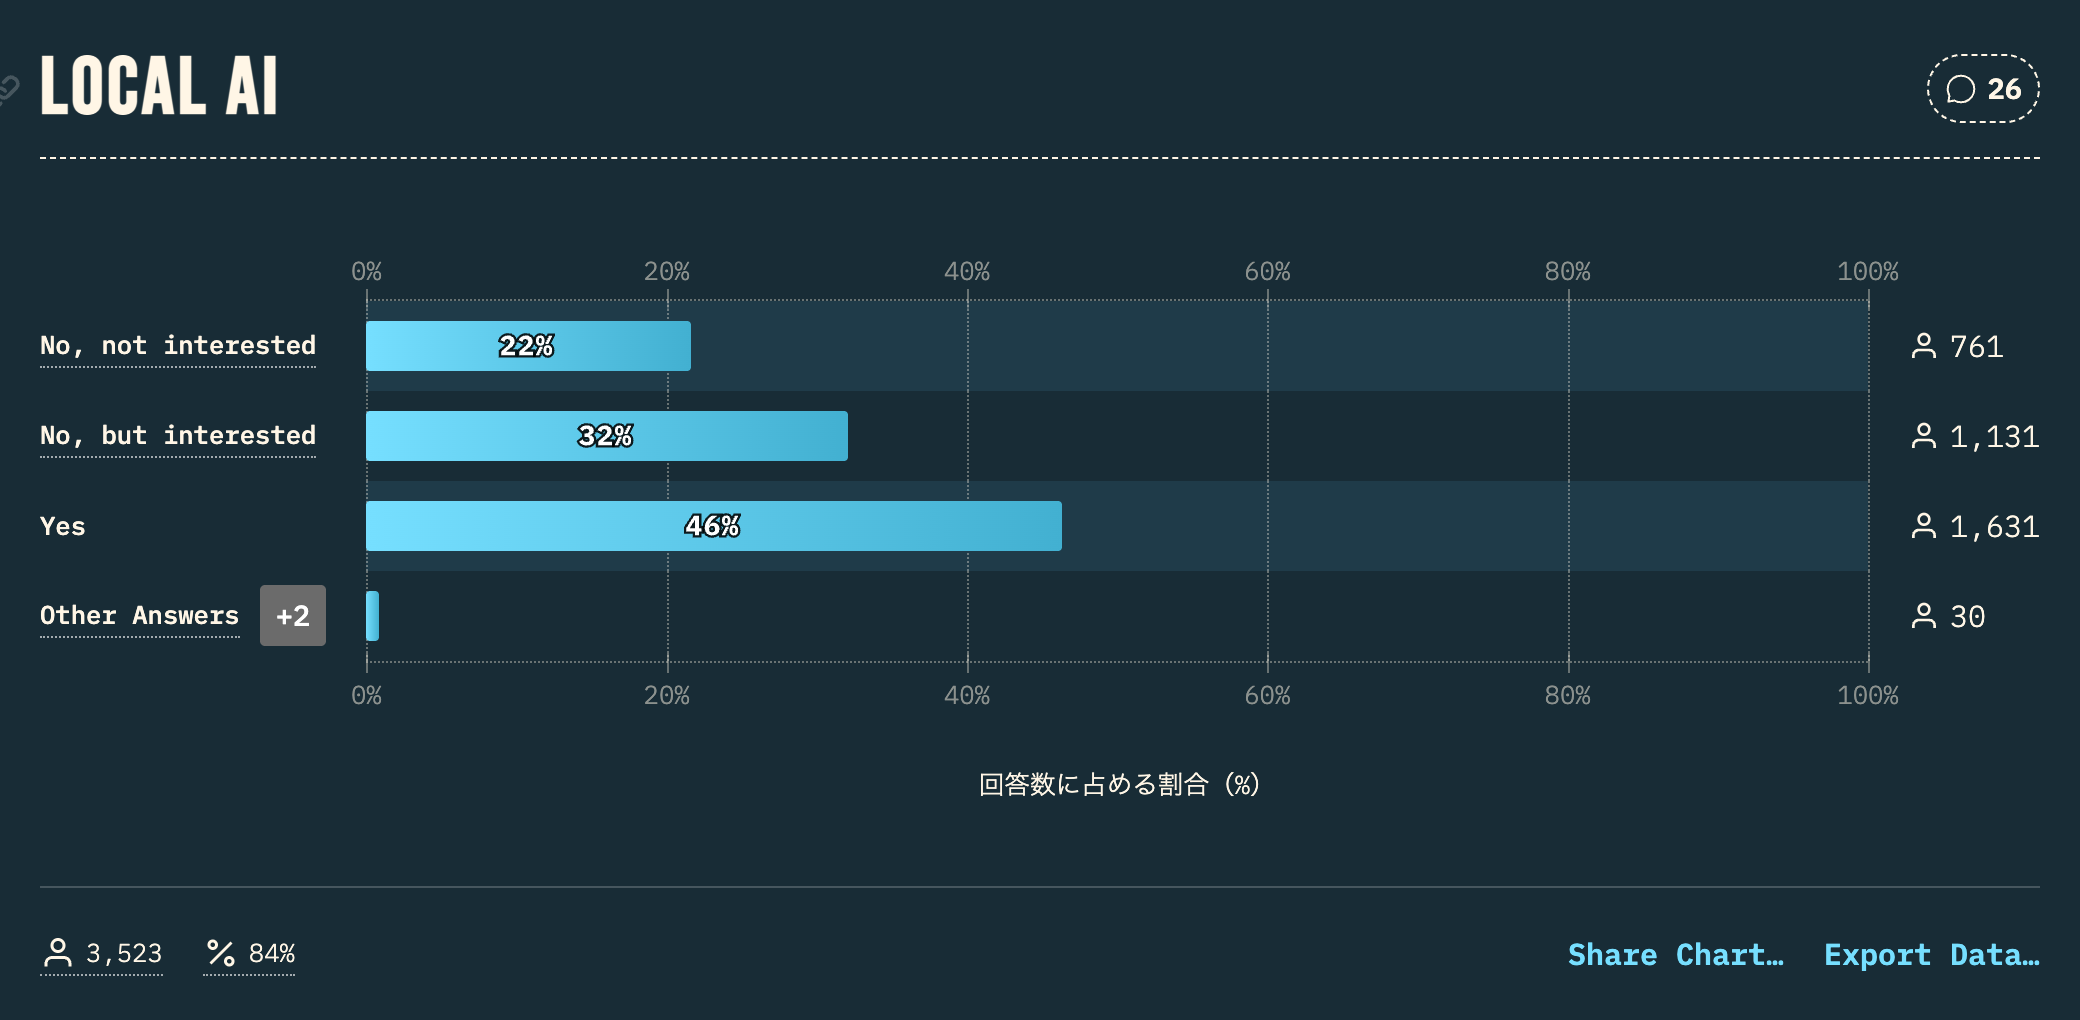 LOCAL AI
26
0% 20% 40% 60% 80% 100%
No, not interested 22% 761
No, but interested 32% 1,131
Yes 46% 1,631
Other Answers +2 30
0% 20% 40% 60% 80% 100%
回答数に占める割合 (%)
3,523 84% Share Chart… Export Data…